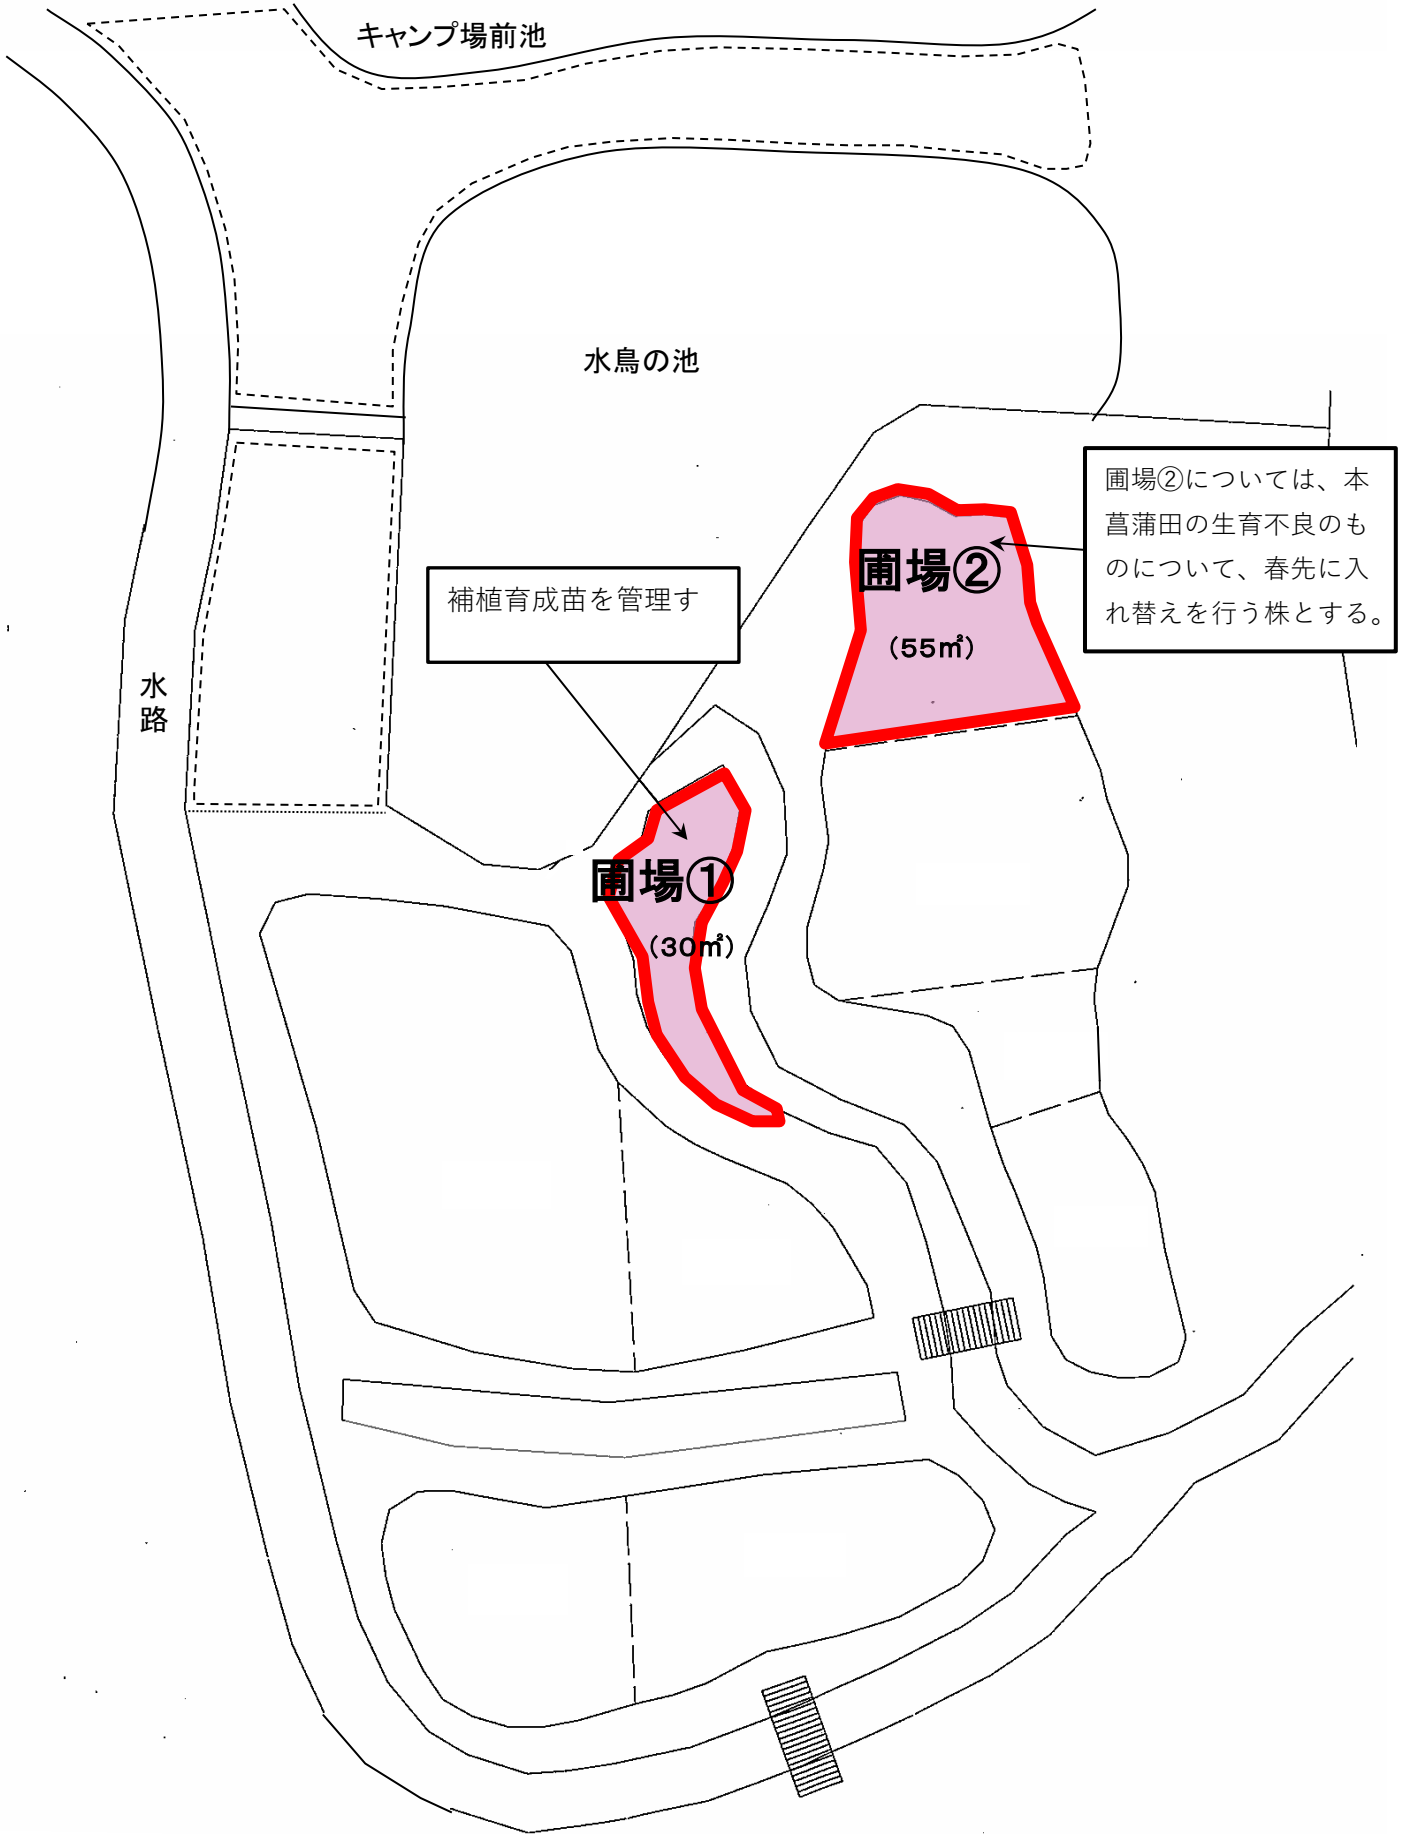 キャンプ場前池
水鳥の池
圃場②については、本
菖蒲田の生育不良のも
のについて、春先に入
れ替えを行う株とする。
圃場②
(55㎡)
補植育成苗を管理す
水路
圃場①
(30㎡)